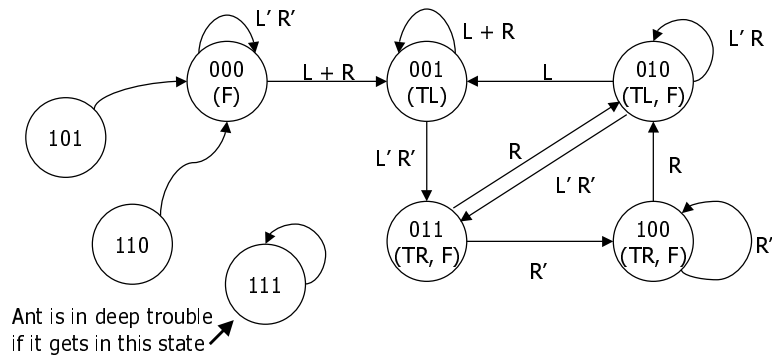 L′ R′
L + R
L′ R
000
(F)
L + R
001
(TL)
L
010
(TL, F)
101
L′ R′
R
L′ R′
R
110
011
(TR, F)
R′
100
(TR, F)
R′
111
Ant is in deep trouble
if it gets in this state